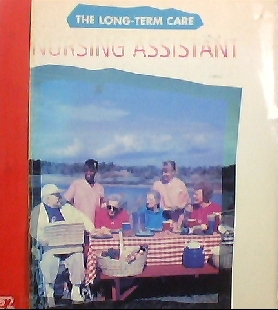 THE LONG-TERM CARE
NURSING ASSISTANT